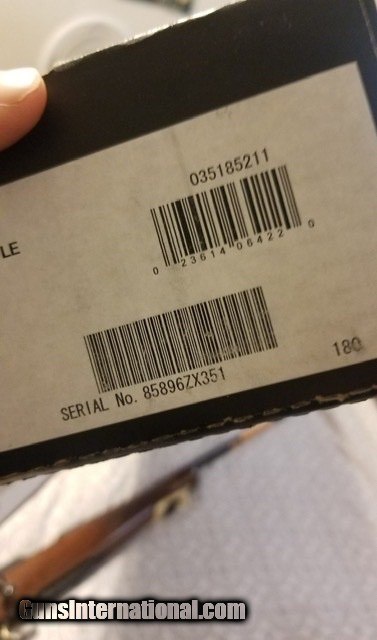 035185211
LE
0 23614 06422 0
180
SERIAL No. 85896ZX351
GunsInternational.com